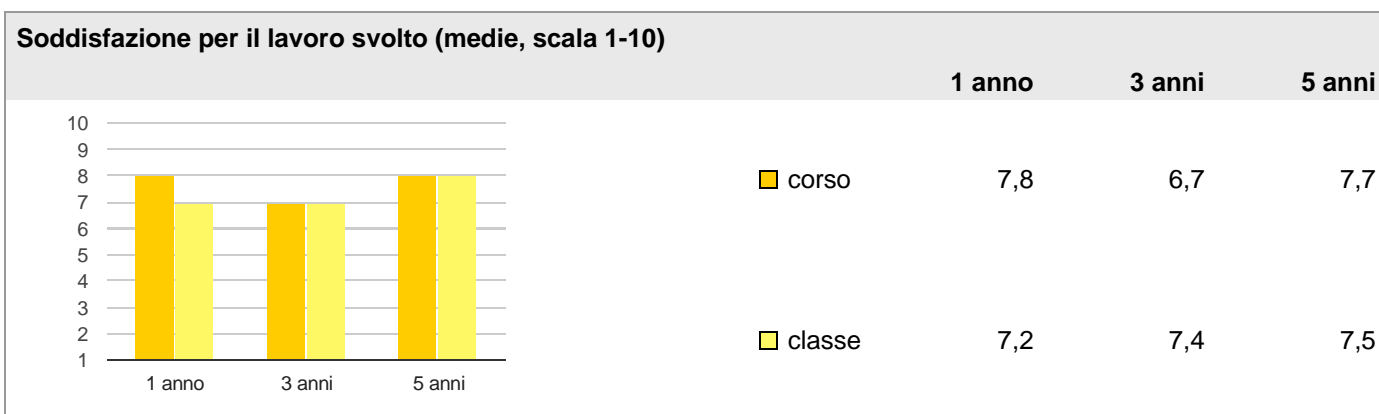 Soddisfazione per il lavoro svolto (medie, scala 1-10)
1 anno 3 anni 5 anni
10
9
8
7
6
5
4
3
2
1
1 anno 3 anni 5 anni
corso 7,8 6,7 7,7
classe 7,2 7,4 7,5